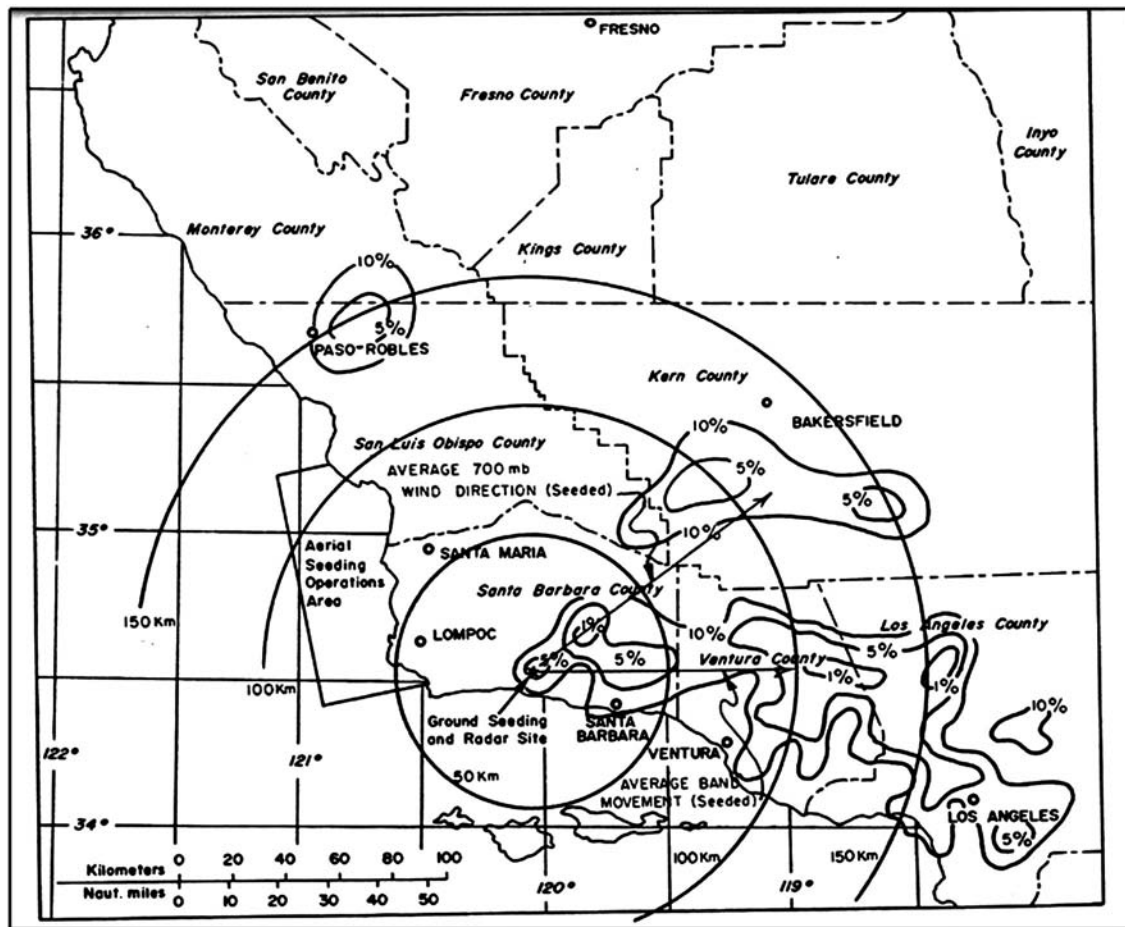 FRESNO
San Benito
County
Fresno County
Inyo
County
Tulare County
Monterey County
36°
Kings County
10%
5%
PASO-ROBLES
Kern County
BAKERSFIELD
10%
San Luis Obispo County
AVERAGE 700 mb
WIND DIRECTION (Seeded)
5%
5%
10%
35°
Aerial
Seeding
Operations
Area
SANTA MARIA
Santa Barbara County
150 Km
LOMPOC
1%
10%
Los Angeles County
5%
5%
5%
Ventura County
1%
1%
100 Km
Ground Seeding
and Radar Site
SANTA
BARBARA
10%
122°
121°
VENTURA
50 Km
AVERAGE BAND
MOVEMENT (Seeded)
LOS ANGELES
34°
5%
100 Km
150 Km
Kilometers
0 20 40 60 80 100
Naut. miles
0 10 20 30 40 50
120°
119°